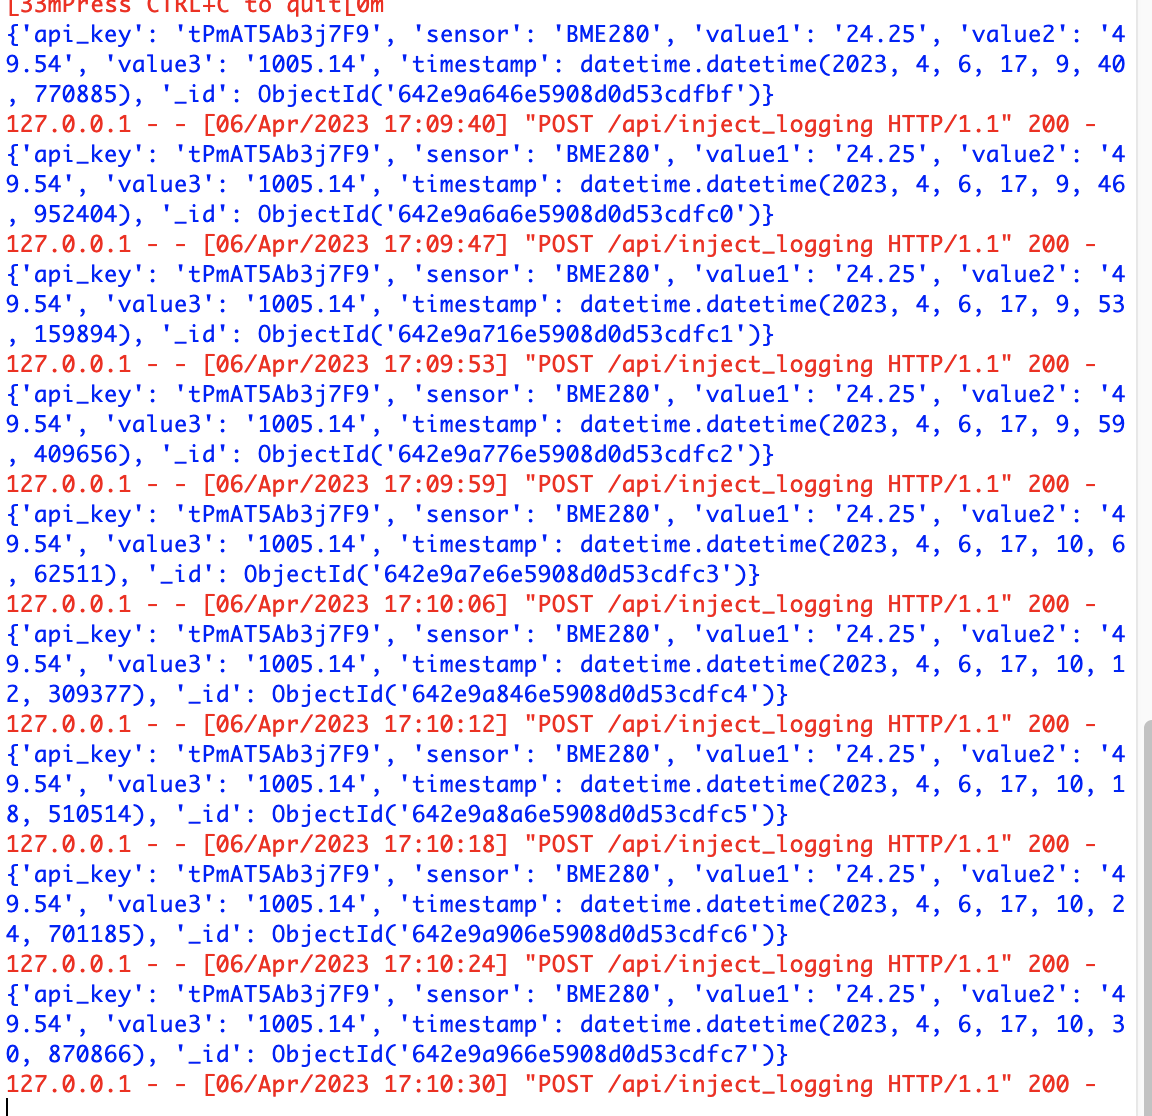 [33mPress CTRL+C to quit[0m
{'api_key': 'tPmAT5Ab3j7F9', 'sensor': 'BME280', 'value1': '24.25', 'value2': '4
9.54', 'value3': '1005.14', 'timestamp': datetime.datetime(2023, 4, 6, 17, 9, 40
, 770885), '_id': ObjectId('642e9a646e5908d0d53cdfbf')}
127.0.0.1 - - [06/Apr/2023 17:09:40] "POST /api/inject_logging HTTP/1.1" 200 -
{'api_key': 'tPmAT5Ab3j7F9', 'sensor': 'BME280', 'value1': '24.25', 'value2': '4
9.54', 'value3': '1005.14', 'timestamp': datetime.datetime(2023, 4, 6, 17, 9, 46
, 952404), '_id': ObjectId('642e9a6a6e5908d0d53cdfc0')}
127.0.0.1 - - [06/Apr/2023 17:09:47] "POST /api/inject_logging HTTP/1.1" 200 -
{'api_key': 'tPmAT5Ab3j7F9', 'sensor': 'BME280', 'value1': '24.25', 'value2': '4
9.54', 'value3': '1005.14', 'timestamp': datetime.datetime(2023, 4, 6, 17, 9, 53
, 159894), '_id': ObjectId('642e9a716e5908d0d53cdfc1')}
127.0.0.1 - - [06/Apr/2023 17:09:53] "POST /api/inject_logging HTTP/1.1" 200 -
{'api_key': 'tPmAT5Ab3j7F9', 'sensor': 'BME280', 'value1': '24.25', 'value2': '4
9.54', 'value3': '1005.14', 'timestamp': datetime.datetime(2023, 4, 6, 17, 9, 59
, 409656), '_id': ObjectId('642e9a776e5908d0d53cdfc2')}
127.0.0.1 - - [06/Apr/2023 17:09:59] "POST /api/inject_logging HTTP/1.1" 200 -
{'api_key': 'tPmAT5Ab3j7F9', 'sensor': 'BME280', 'value1': '24.25', 'value2': '4
9.54', 'value3': '1005.14', 'timestamp': datetime.datetime(2023, 4, 6, 17, 10, 6
, 62511), '_id': ObjectId('642e9a7e6e5908d0d53cdfc3')}
127.0.0.1 - - [06/Apr/2023 17:10:06] "POST /api/inject_logging HTTP/1.1" 200 -
{'api_key': 'tPmAT5Ab3j7F9', 'sensor': 'BME280', 'value1': '24.25', 'value2': '4
9.54', 'value3': '1005.14', 'timestamp': datetime.datetime(2023, 4, 6, 17, 10, 1
2, 309377), '_id': ObjectId('642e9a846e5908d0d53cdfc4')}
127.0.0.1 - - [06/Apr/2023 17:10:12] "POST /api/inject_logging HTTP/1.1" 200 -
{'api_key': 'tPmAT5Ab3j7F9', 'sensor': 'BME280', 'value1': '24.25', 'value2': '4
9.54', 'value3': '1005.14', 'timestamp': datetime.datetime(2023, 4, 6, 17, 10, 1
8, 510514), '_id': ObjectId('642e9a8a6e5908d0d53cdfc5')}
127.0.0.1 - - [06/Apr/2023 17:10:18] "POST /api/inject_logging HTTP/1.1" 200 -
{'api_key': 'tPmAT5Ab3j7F9', 'sensor': 'BME280', 'value1': '24.25', 'value2': '4
9.54', 'value3': '1005.14', 'timestamp': datetime.datetime(2023, 4, 6, 17, 10, 2
4, 701185), '_id': ObjectId('642e9a906e5908d0d53cdfc6')}
127.0.0.1 - - [06/Apr/2023 17:10:24] "POST /api/inject_logging HTTP/1.1" 200 -
{'api_key': 'tPmAT5Ab3j7F9', 'sensor': 'BME280', 'value1': '24.25', 'value2': '4
9.54', 'value3': '1005.14', 'timestamp': datetime.datetime(2023, 4, 6, 17, 10, 3
0, 870866), '_id': ObjectId('642e9a966e5908d0d53cdfc7')}
127.0.0.1 - - [06/Apr/2023 17:10:30] "POST /api/inject_logging HTTP/1.1" 200 -